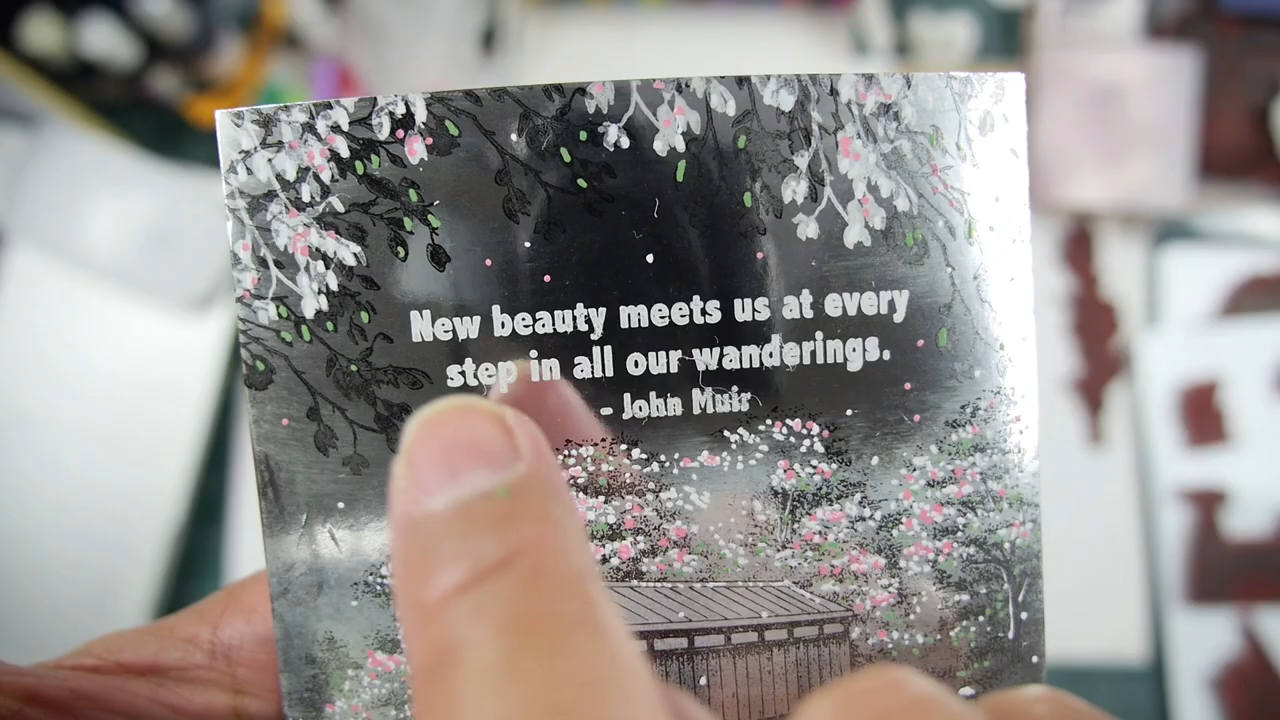 New beauty meets us at every
step in all our wanderings.
- John Muir